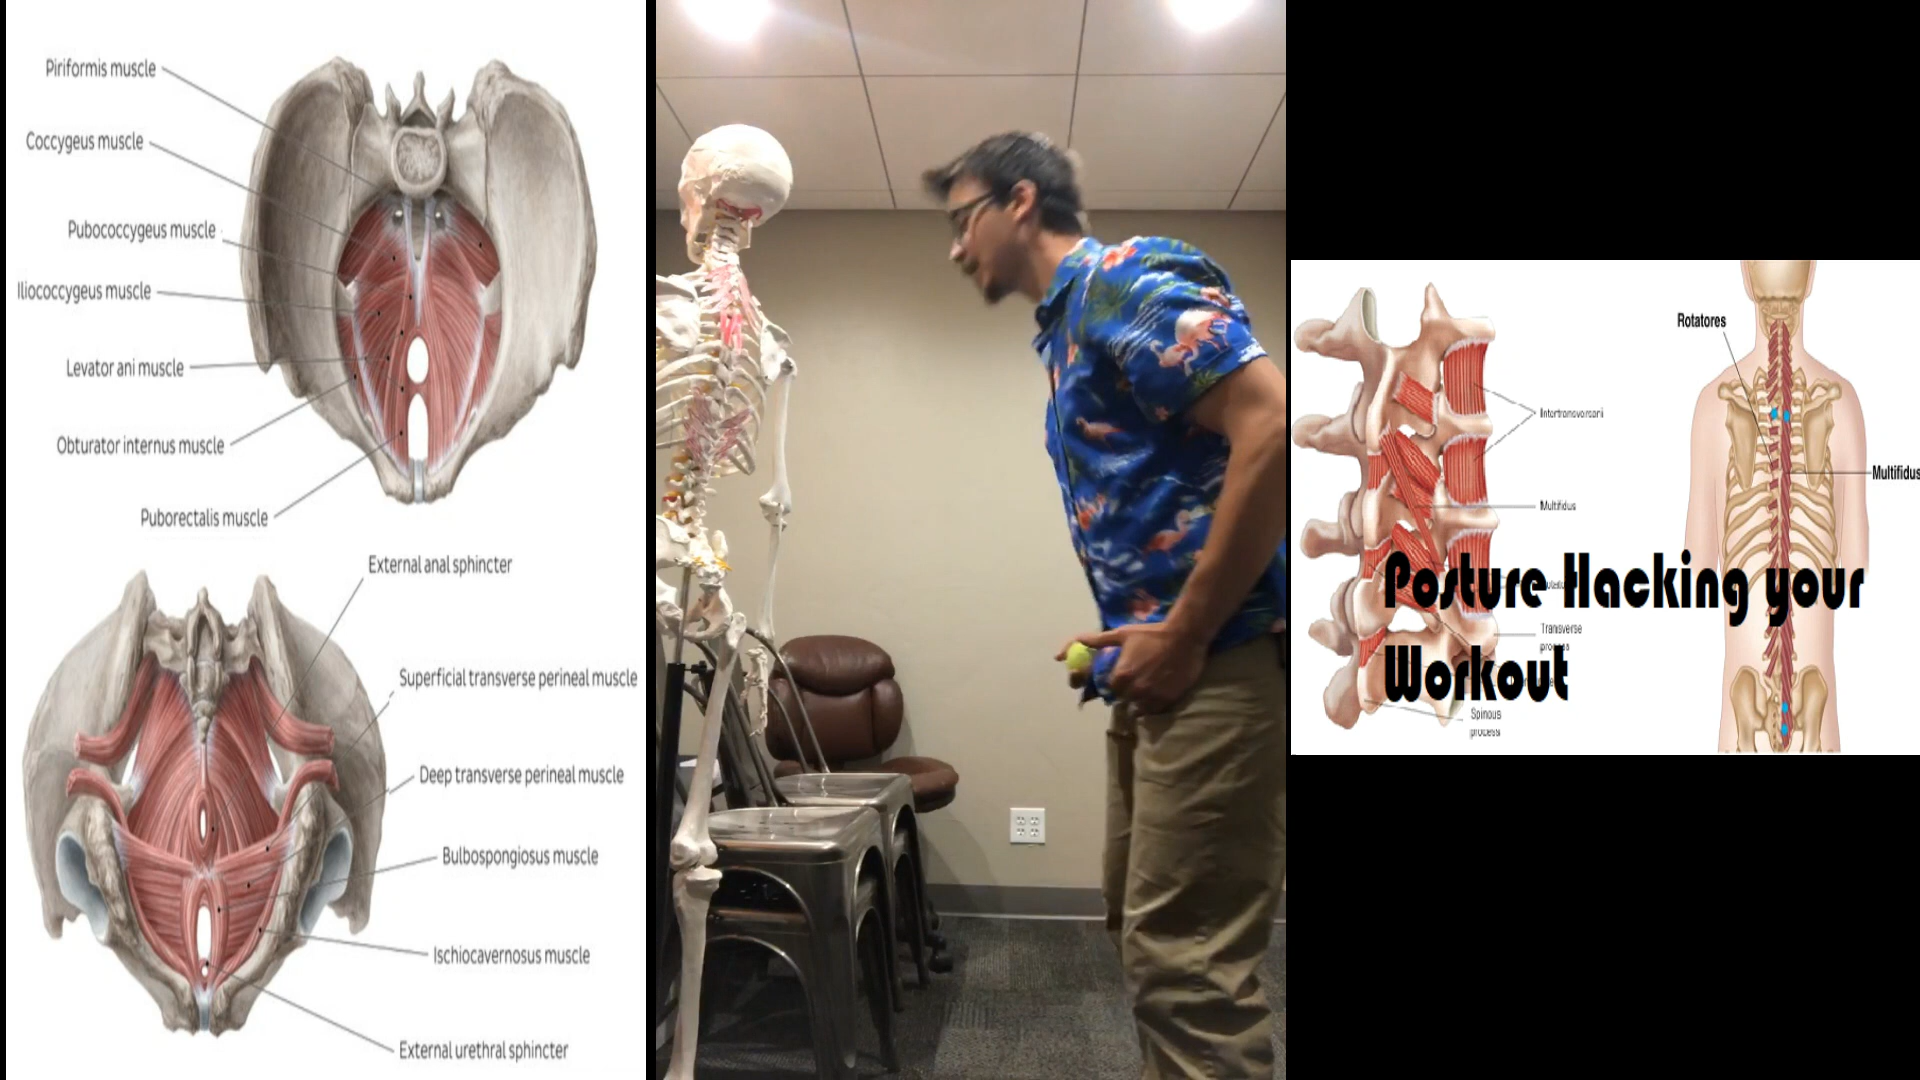 Piriformis muscle
Coccygeus muscle
Pubococcygeus muscle
Iliococcygeus muscle
Levator ani muscle
Obturator internus muscle
Puborectalis muscle
External anal sphincter
Superficial transverse perineal muscle
Deep transverse perineal muscle
Bulbospongiosus muscle
Ischiocavernosus muscle
External urethral sphincter
Intertransversarii
Multifidus
Transverse
process
Spinous
process
Rotatores
Multifidus
Posture Hacking your
Workout